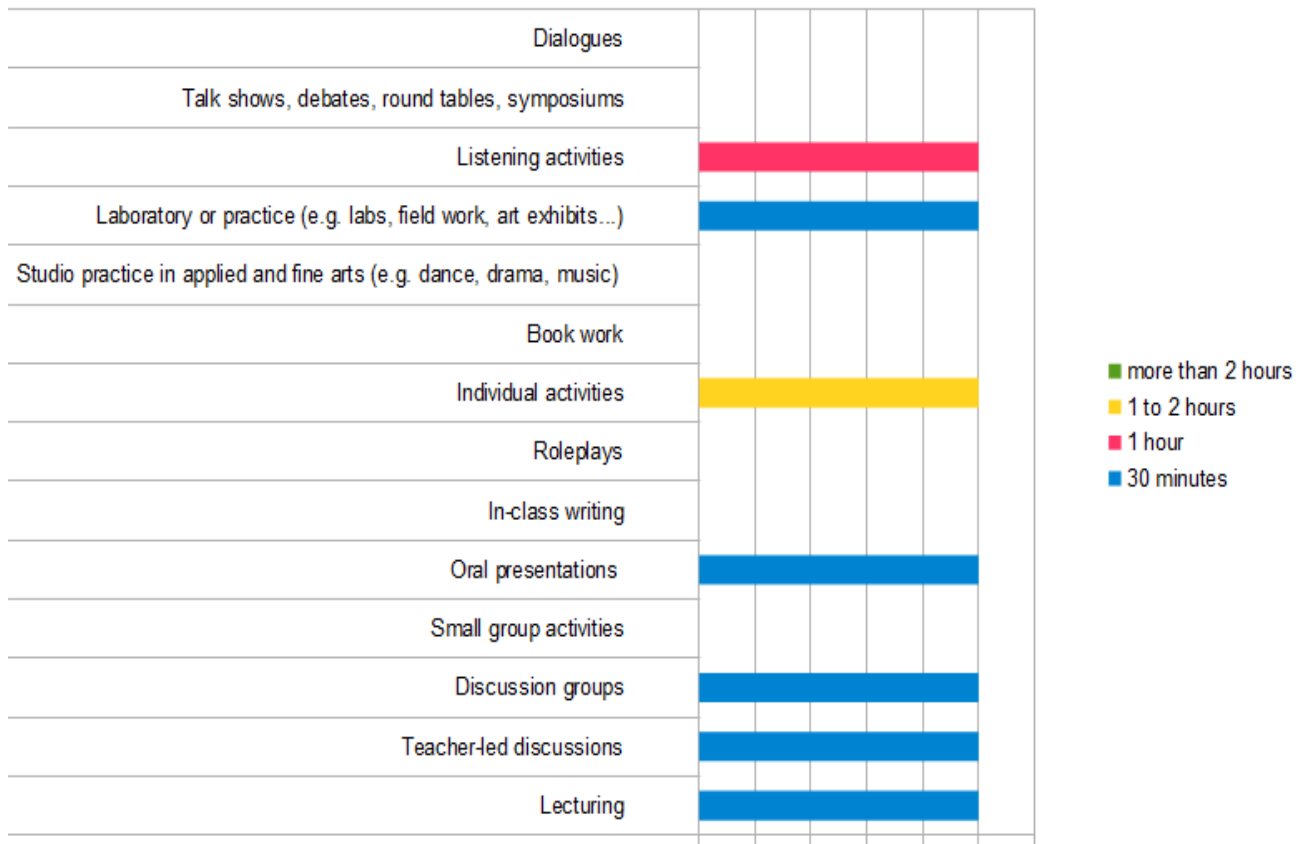 Dialogues
Talk shows, debates, round tables, symposiums
Listening activities
Laboratory or practice (e.g. labs, field work, art exhibits...)
Studio practice in applied and fine arts (e.g. dance, drama, music)
Book work
Individual activities
Roleplays
In-class writing
Oral presentations
Small group activities
Discussion groups
Teacher-led discussions
Lecturing
more than 2 hours
1 to 2 hours
1 hour
30 minutes